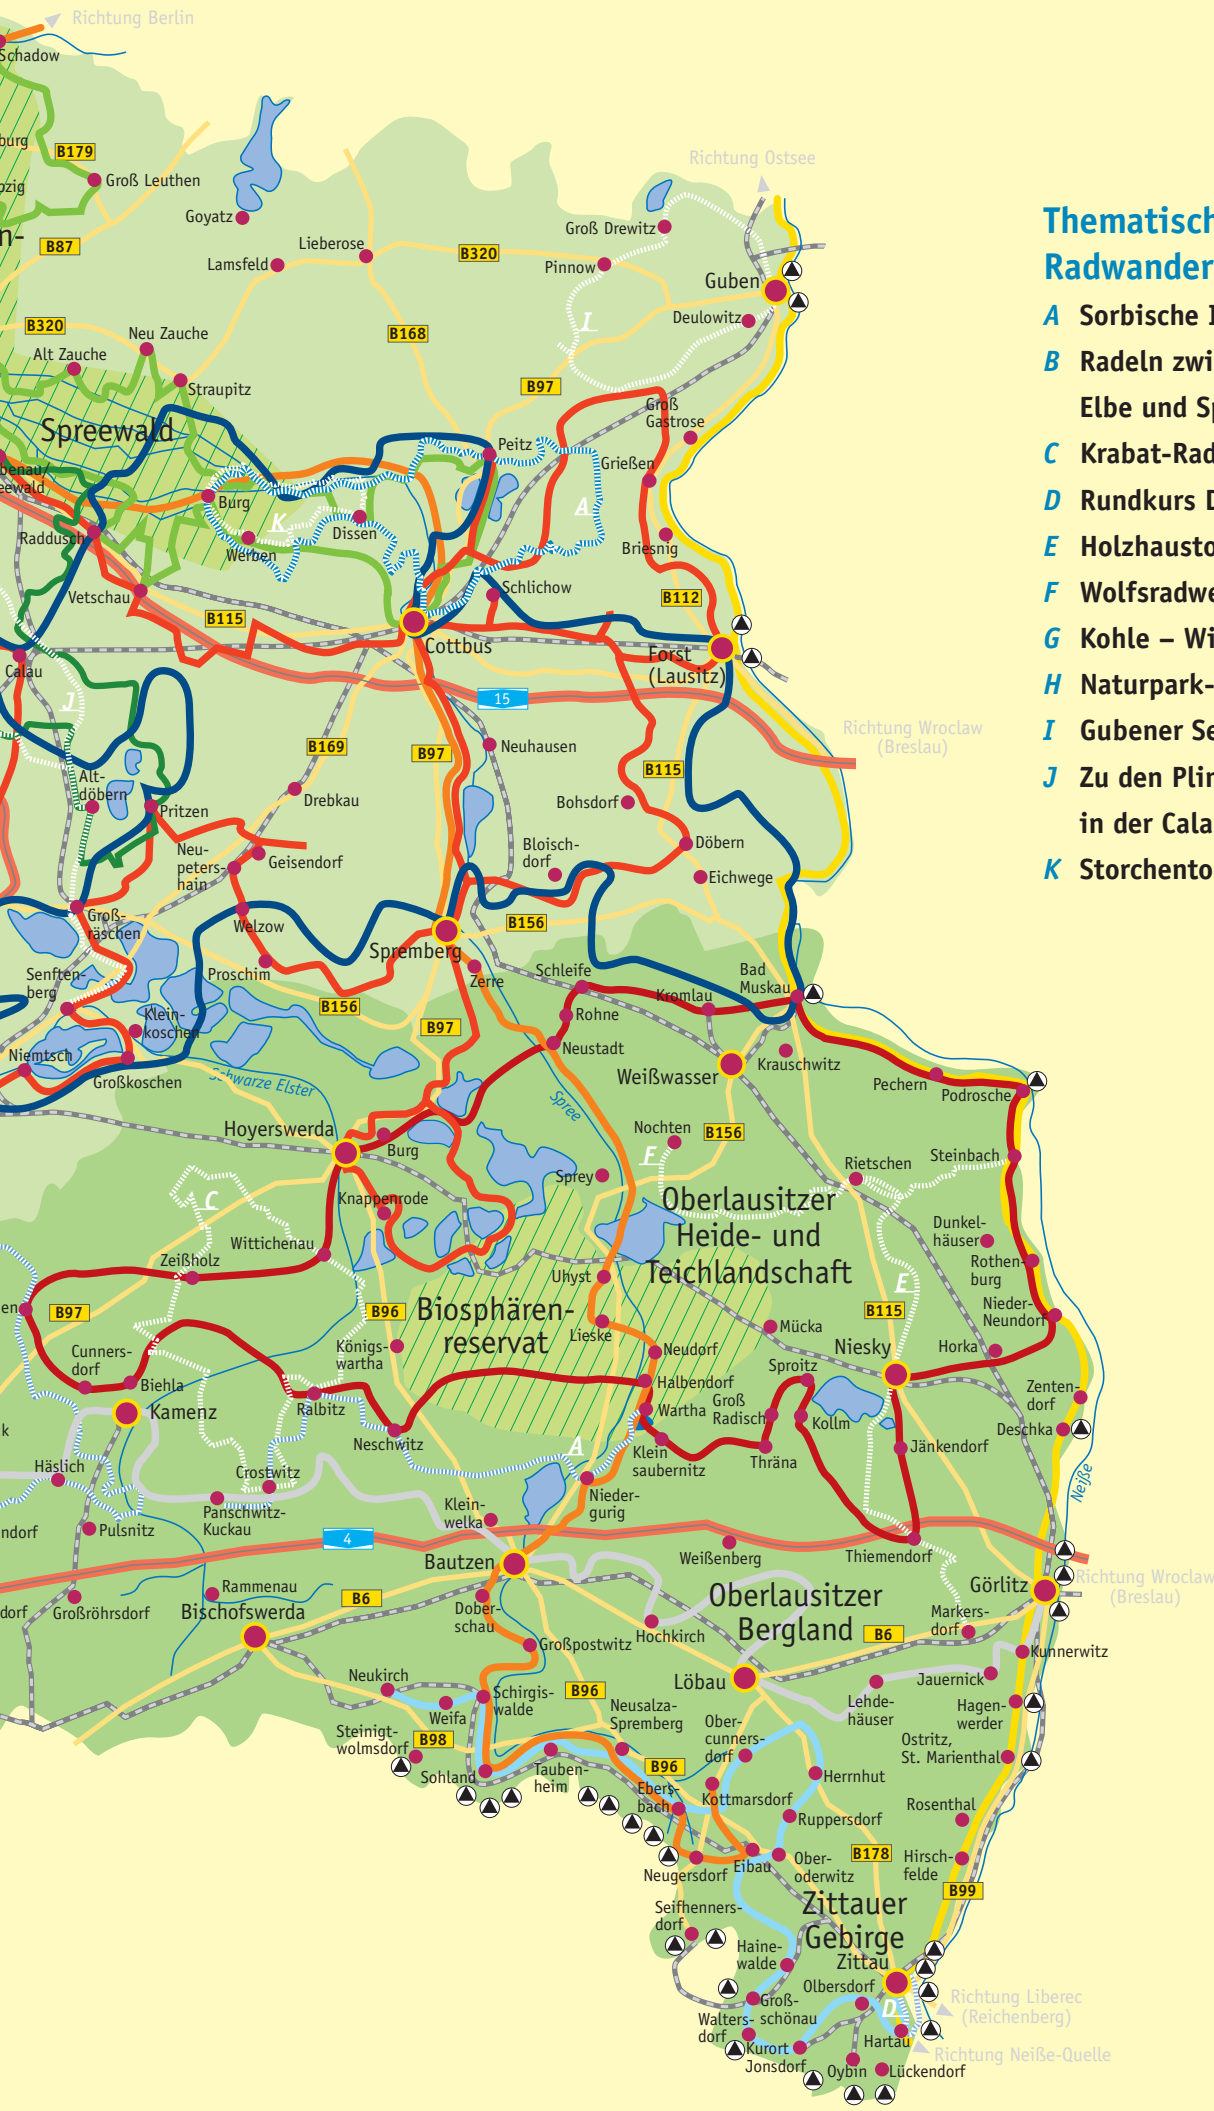 Richtung Berlin
Schadow
burg
B179
Groß Leuthen
Goyatz
n-
B87
Lieberose
Lamsfeld
B320
Richtung Ostsee
Groß Drewitz
Pinnow
Guben
Deulowitz
I
B320
Neu Zauche
Alt Zauche
Straupitz
B168
B97
Thematisch
Radwander
A Sorbische I
B Radeln zwi
Elbe und Sp
C Krabat-Rad
D Rundkurs D
E Holzhausto
F Wolfsradwe
G Kohle – Wi
H Naturpark-
I Gubener Se
J Zu den Plin
in der Cala
K Storchento
Spreewald
Groß
Gastrose
Peitz
Grießen
benau/
eewald
Burg
K
A
Raddusch
Werben
Dissen
Briesnig
Vetschau
B115
Schlichow
B112
Cottbus
Forst
(Lausitz)
Calau
J
15
Richtung Wroclaw
(Breslau)
B169
B97
Neuhausen
B115
Alt-
döbern
Pritzen
Drebkau
Bohsdorf
Neu-
peters-
hain
Geisendorf
Bloisch-
dorf
Döbern
Eichwege
Groß-
räschen
Welzow
Spremberg
B156
Senften-
berg
Proschim
Zerre
Schleife
Bad
Muskau
Kromlau
B156
Klein-
koschen
Rohne
B97
Neustadt
Niemtsch
Großkoschen
Schwarze Elster
Weißwasser
Krauschwitz
Pechern
Podrosche
Spree
Hoyerswerda
Burg
Nochten
B156
F
Rietschen
Steinbach
Sprey
C
Knappenrode
Oberlausitzer
Heide- und
Teichlandschaft
Dunkel-
häuser
Wittichenau
Zeißholz
Rothen-
burg
Uhyst
E
en
B97
B96
Biosphären-
reservat
Lieske
B115
Nieder-
Neundorf
Mücka
Niesky
Horka
Cunners-
dorf
Königs-
wartha
Neudorf
Biehla
Halbendorf
Sproitz
Zenten-
dorf
Kamenz
Ralbitz
Wartha
Groß
Radisch
Kollm
Deschka
k
Neschwitz
A
Klein
saubernitz
Thräna
Jänkendorf
Häslich
Crostwitz
Neiße
Panschwitz-
Kuckau
Klein-
welka
Nieder-
gurig
ndorf
Pulsnitz
4
Bautzen
Weißenberg
Thiemendorf
Rammenau
B6
Görlitz
Richtung Wroclaw
(Breslau)
dorf
Großröhrsdorf
Bischofswerda
Dober-
schau
Oberlausitzer
Bergland
Hochkirch
B6
Markers-
dorf
Großpostwitz
Kunnerwitz
Neukirch
Löbau
Jauernick
Weifa
Schirgis-
walde
B96
Neusalza-
Spremberg
Lehde-
häuser
Hagen-
werder
Steinigt-
wolmsdorf
B98
Ober-
cunners-
dorf
Ostritz,
St. Marienthal
Sohland
Tauben-
heim
B96
Herrnhut
Ebers-
bach
Kottmarsdorf
Rosenthal
Ruppersdorf
B178
Neugersdorf
Eibau
Ober-
oderwitz
Hirsch-
felde
B99
Seifhenners-
dorf
Zittauer
Gebirge
Haine-
walde
Zittau
Olbersdorf
Groß-
schönau
D
Richtung Liberec
(Reichenberg)
Walters-
dorf
Hartau
Kurort
Jonsdorf
Richtung Neiße-Quelle
Oybin
Lückendorf